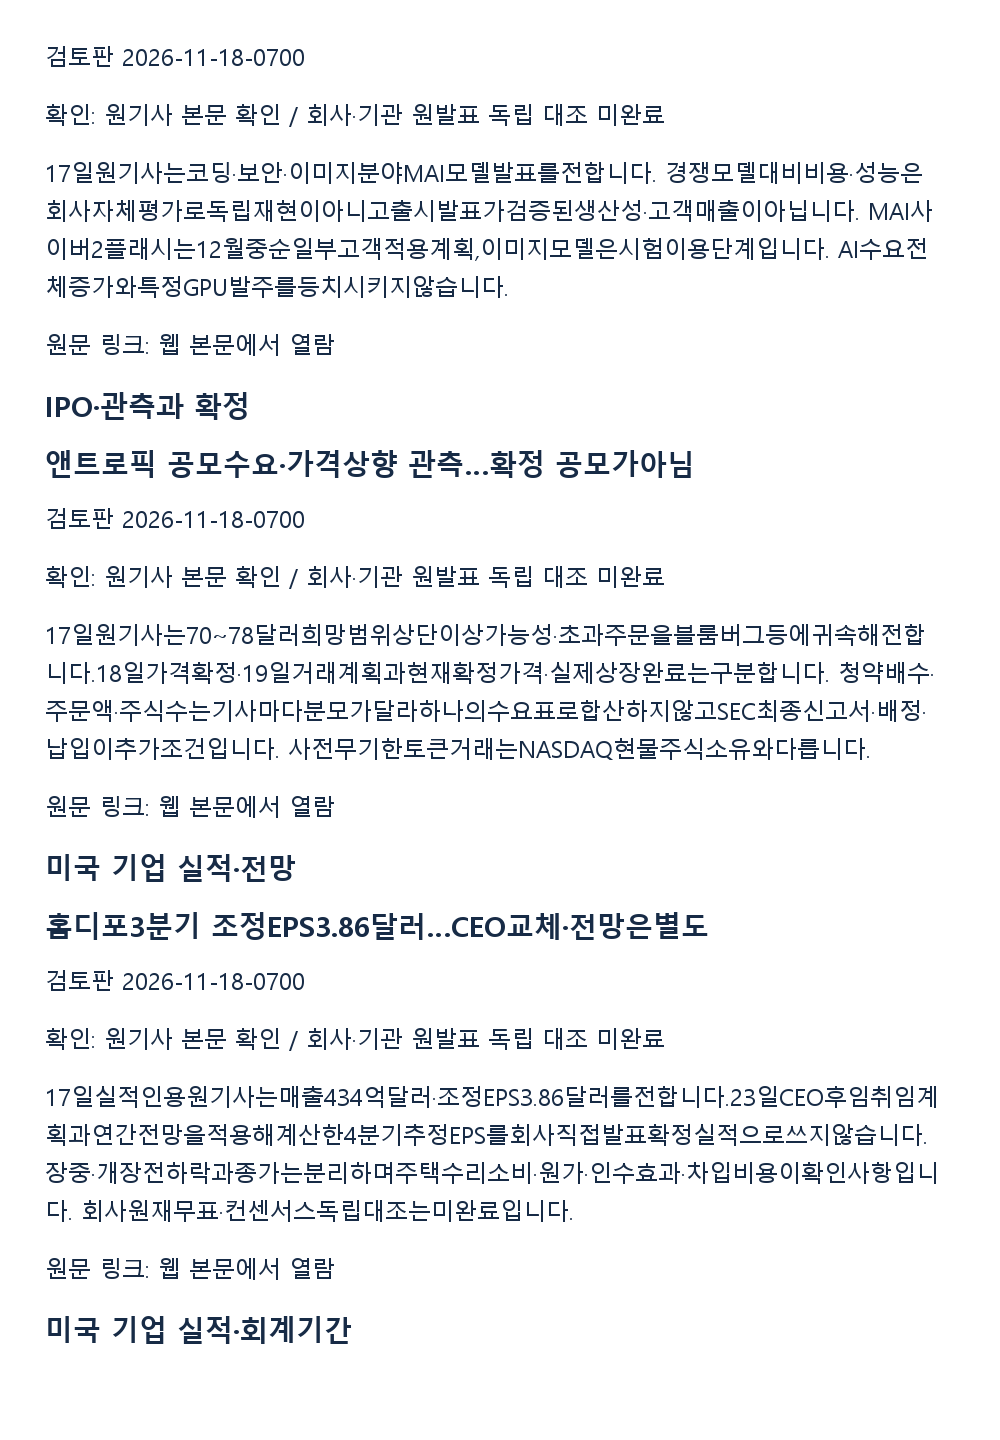 검토판 2026-11-18-0700
확인: 원기사 본문 확인 / 회사·기관 원발표 독립 대조 미완료
17일원기사는코딩·보안·이미지분야MAI모델발표를전합니다. 경쟁모델대비비용·성능은
회사자체평가로독립재현이아니고출시발표가검증된생산성·고객매출이아닙니다. MAI사
이버2플래시는12월중순일부고객적용계획,이미지모델은시험이용단계입니다. AI수요전
체증가와특정GPU발주를등치시키지않습니다.
원문 링크: 웹 본문에서 열람
IPO·관측과 확정
앤트로픽 공모수요·가격상향 관측...확정 공모가아님
검토판 2026-11-18-0700
확인: 원기사 본문 확인 / 회사·기관 원발표 독립 대조 미완료
17일원기사는70~78달러희망범위상단이상가능성·초과주문을블룸버그등에귀속해전합
니다.18일가격확정·19일거래계획과현재확정가격·실제상장완료는구분합니다. 청약배수·
주문액·주식수는기사마다분모가달라하나의수요표로합산하지않고SEC최종신고서·배정·
납입이추가조건입니다. 사전무기한토큰거래는NASDAQ현물주식소유와다릅니다.
원문 링크: 웹 본문에서 열람
미국 기업 실적·전망
홈디포3분기 조정EPS3.86달러...CEO교체·전망은별도
검토판 2026-11-18-0700
확인: 원기사 본문 확인 / 회사·기관 원발표 독립 대조 미완료
17일실적인용원기사는매출434억달러·조정EPS3.86달러를전합니다.23일CEO후임취임계
획과연간전망을적용해계산한4분기추정EPS를회사직접발표확정실적으로쓰지않습니다.
장중·개장전하락과종가는분리하며주택수리소비·원가·인수효과·차입비용이확인사항입니
다. 회사원재무표·컨센서스독립대조는미완료입니다.
원문 링크: 웹 본문에서 열람
미국 기업 실적·회계기간